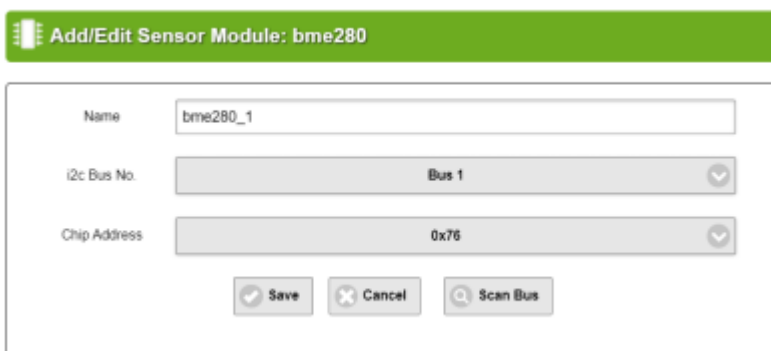 Add/Edit Sensor Module: bme280
Name bme280_1
i2c Bus No. Bus 1
Chip Address 0x76
Save Cancel Scan Bus